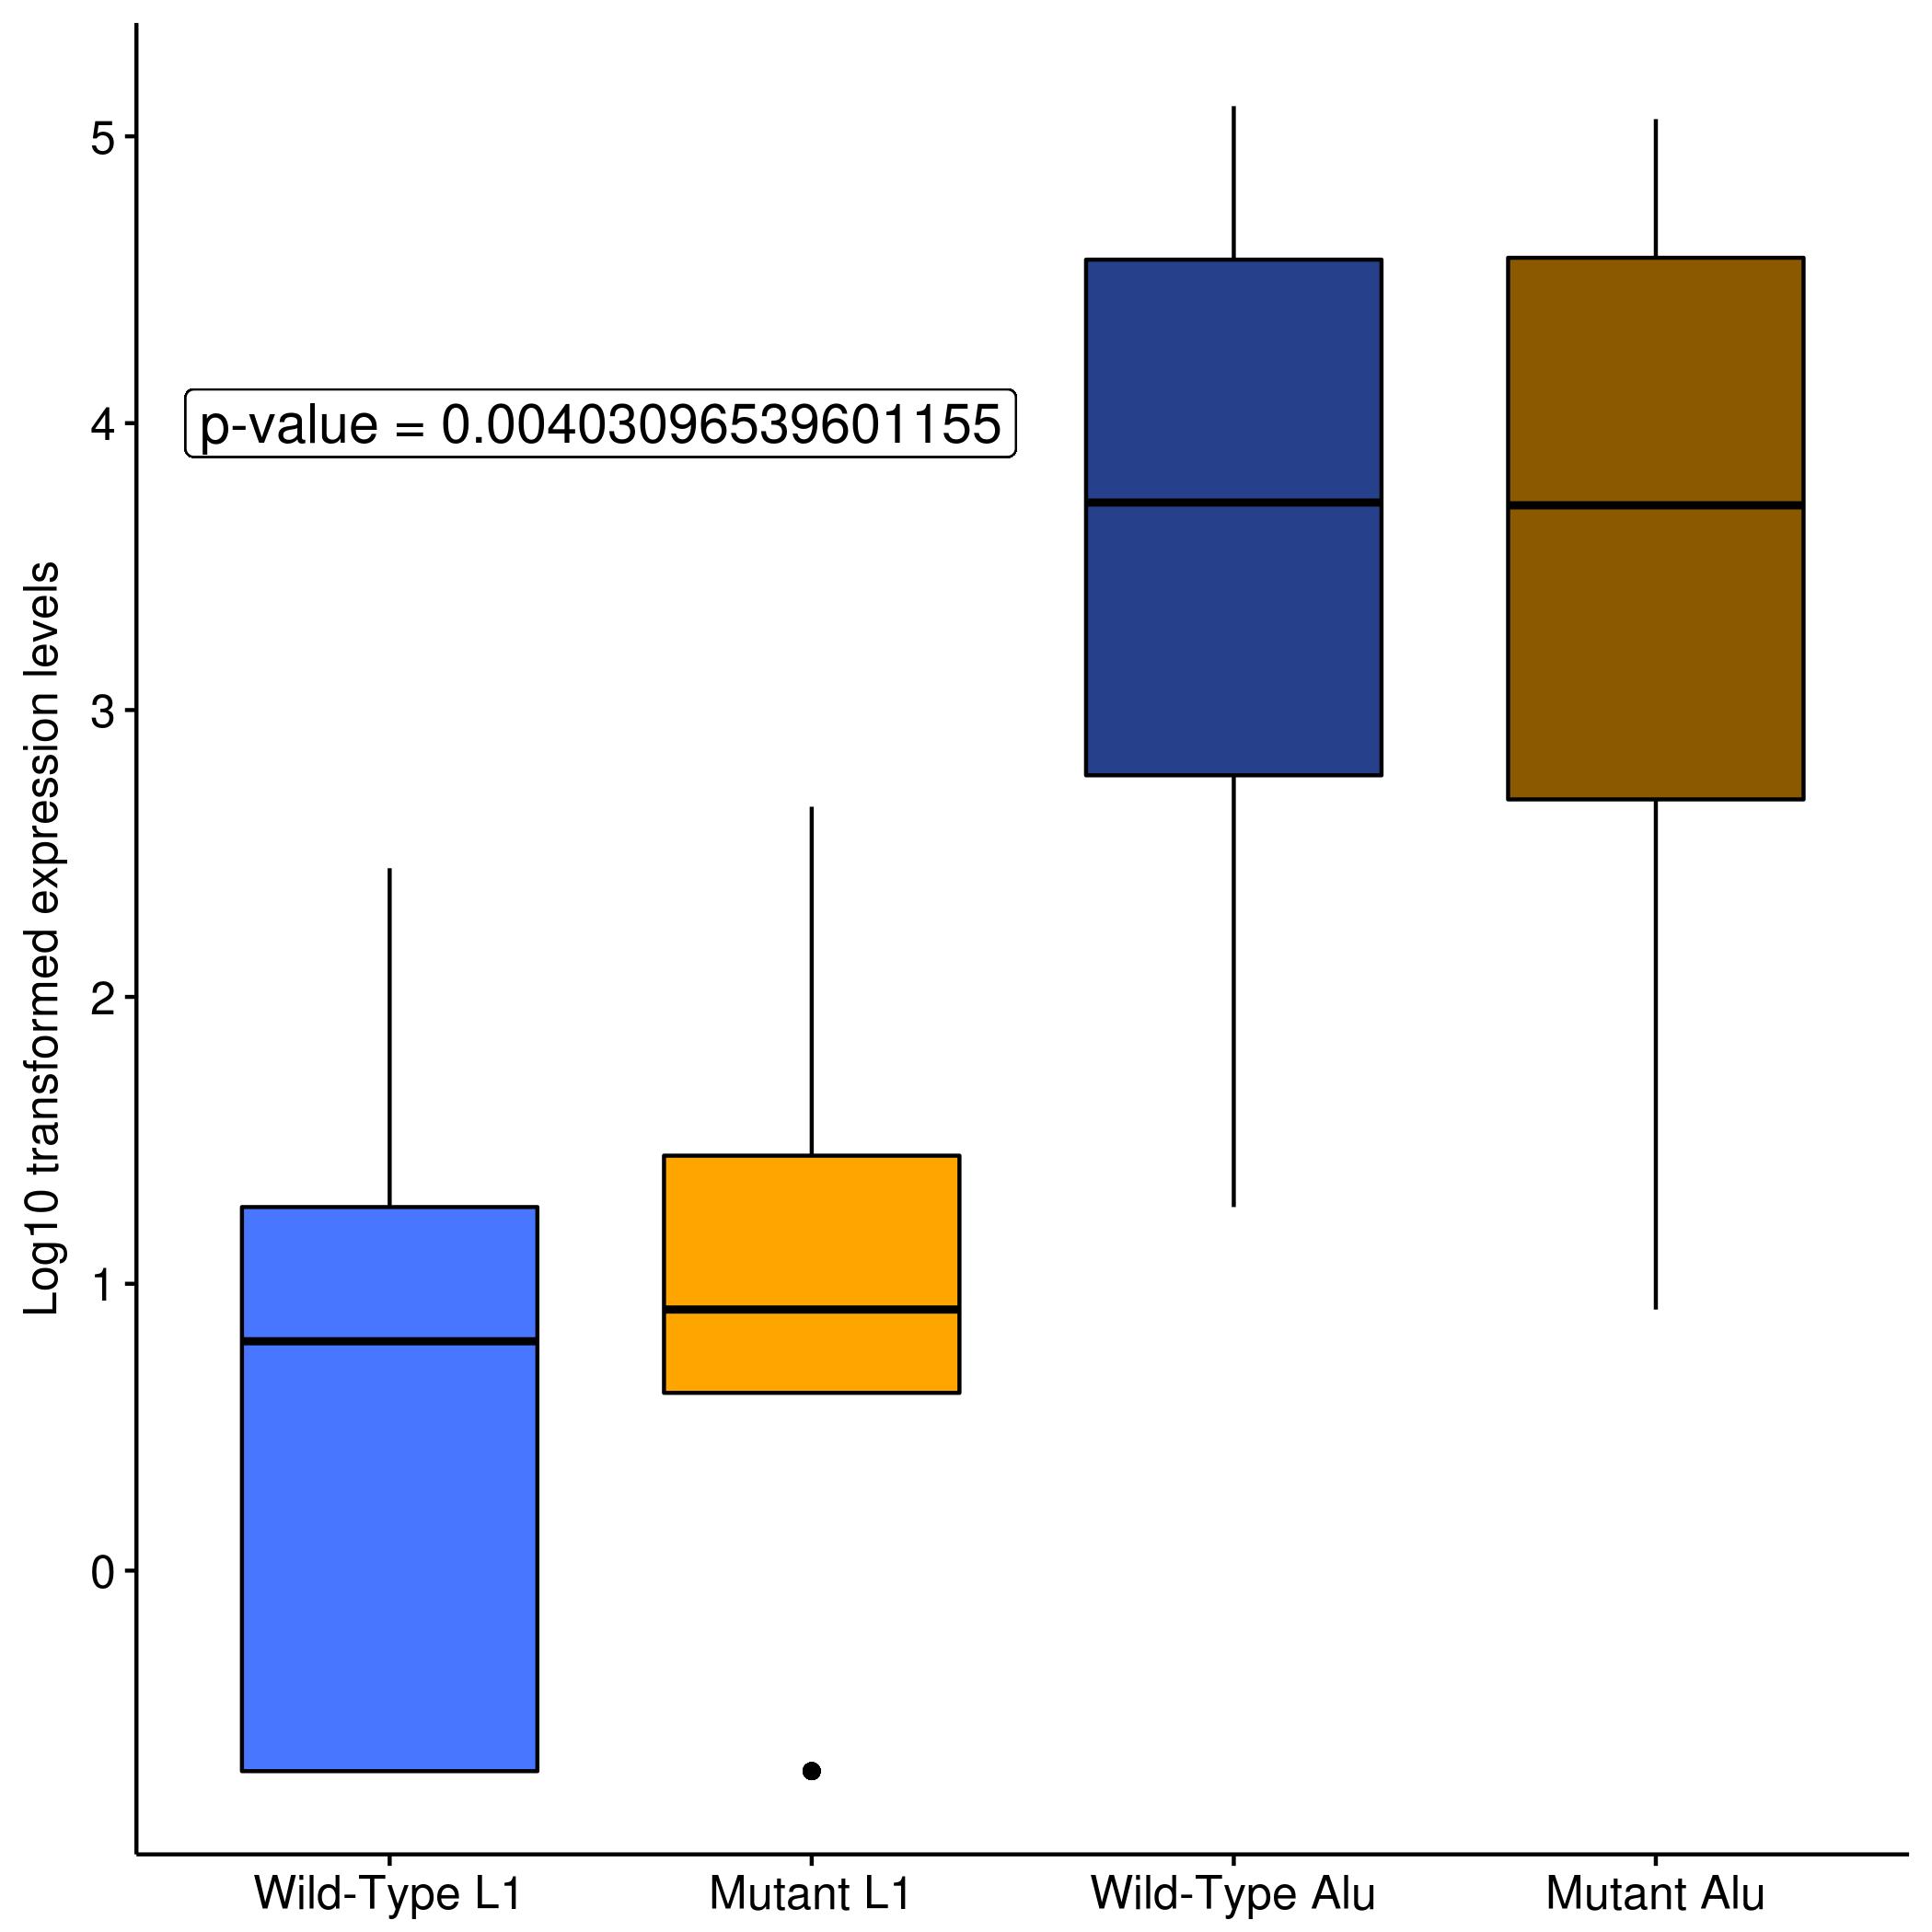 Log10 transformed expression levels
5
4
3
2
1
0
p-value = 0.00403096539601155
Wild-Type L1
Mutant L1
Wild-Type Alu
Mutant Alu